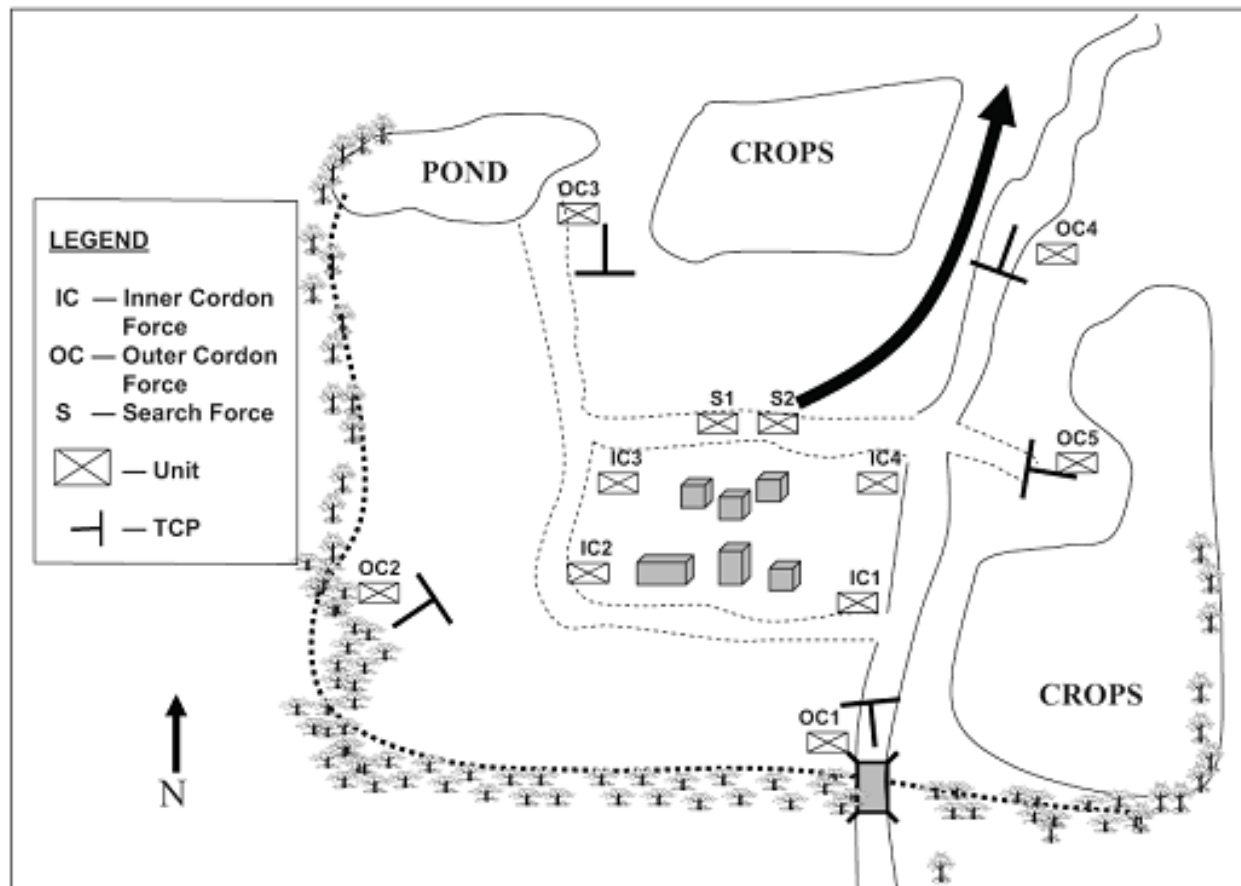 POND
CROPS
OC3
OC4
LEGEND
IC — Inner Cordon
Force
OC — Outer Cordon
Force
S — Search Force
— Unit
— TCP
S1
S2
OC5
IC3
IC4
IC2
IC1
OC2
CROPS
OC1
N